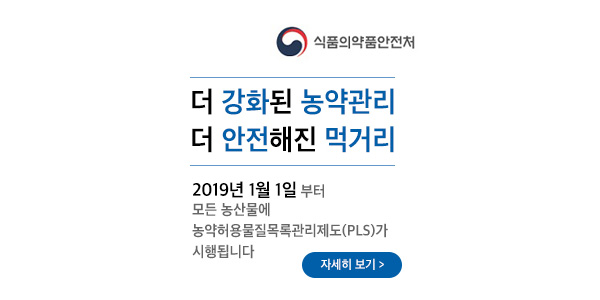 식품의약품안전처
더 강화된 농약관리
더 안전해진 먹거리
2019년 1월 1일 부터
모든 농산물에
농약허용물질목록관리제도(PLS)가
시행됩니다
자세히 보기 >